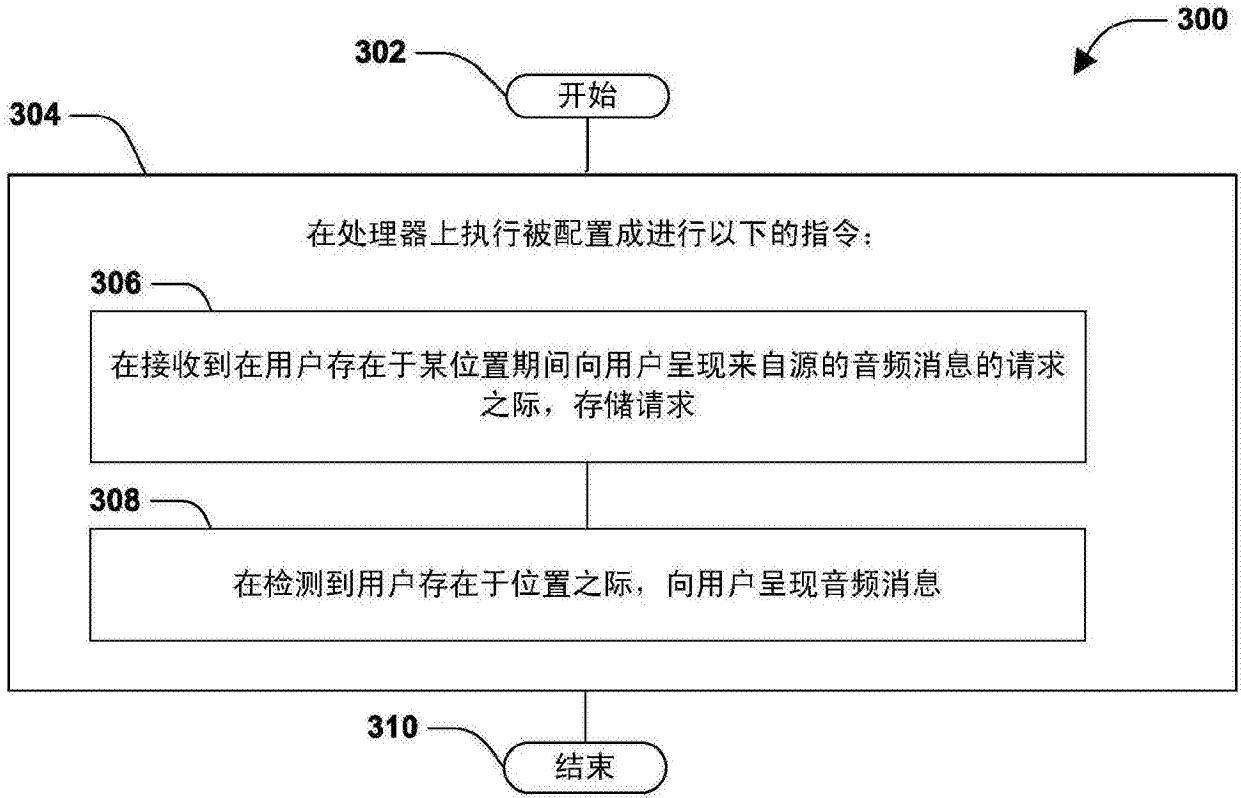 300
302
开始
304
在处理器上执行被配置成进行以下的指令：
306
在接收到在用户存在于某位置期间向用户呈现来自源的音频消息的请求
之际，存储请求
308
在检测到用户存在于位置之际，向用户呈现音频消息
310
结束